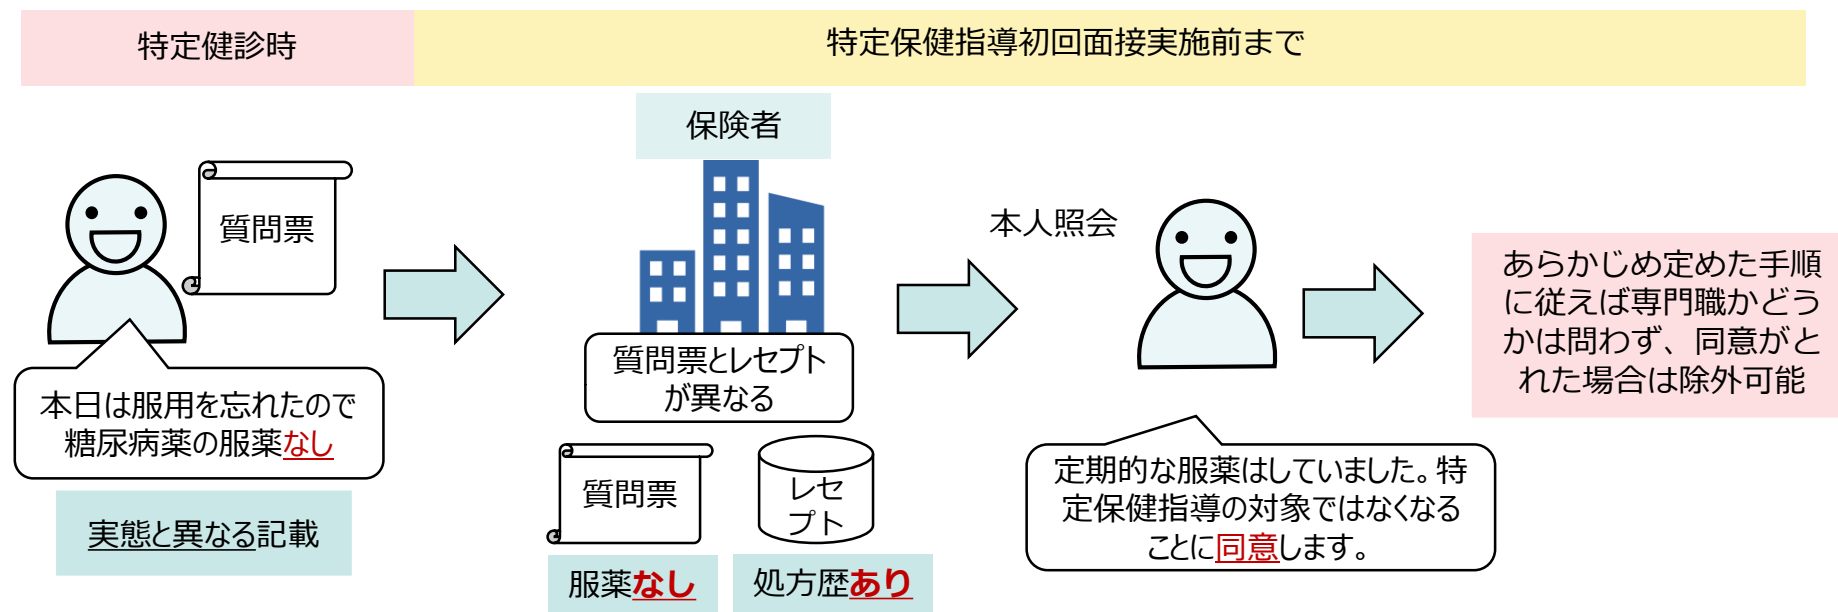 特定健診時
特定保健指導初回面接実施前まで
質問票
本日は服用を忘れたので
糖尿病薬の服薬なし
実態と異なる記載
保険者
質問票とレセプト
が異なる
質問票
レセ
プト
服薬なし
処方歴あり
本人照会
定期的な服薬はしていました。特
定保健指導の対象ではなくなる
ことに同意します。
あらかじめ定めた手順
に従えば専門職かどう
かは問わず、同意がと
れた場合は除外可能